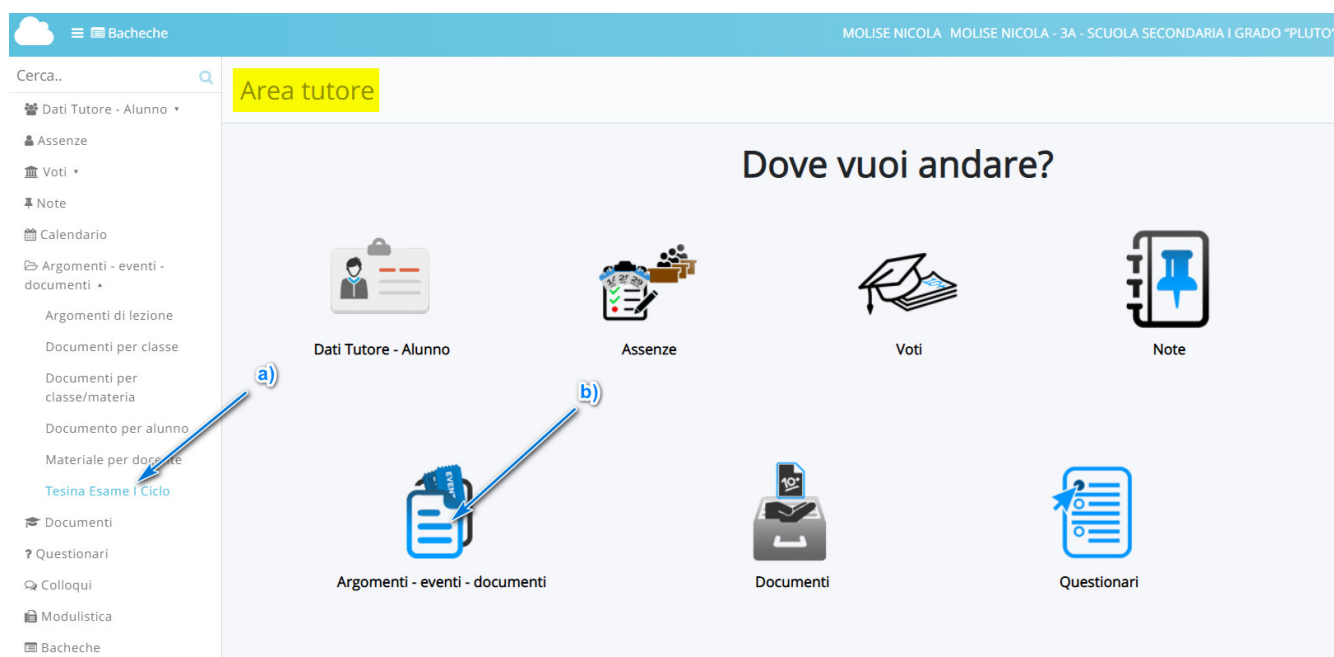 Bacheche
MOLISE NICOLA MOLISE NICOLA - 3A - SCUOLA SECONDARIA I GRADO "PLUTO"
Cerca..
Area tutore
Dati Tutore - Alunno
Assenze
Voti
Note
Calendario
Argomenti - eventi -
documenti
Argomenti di lezione
Documenti per classe
Documenti per
classe/materia
Documento per alunno
Materiale per docente
Tesina Esame I Ciclo
Documenti
? Questionari
Colloqui
Modulistica
Bacheche
Dove vuoi andare?
Dati Tutore - Alunno
Assenze
Voti
Note
a)
b)
EVENT
10+
Argomenti - eventi - documenti
Documenti
Questionari